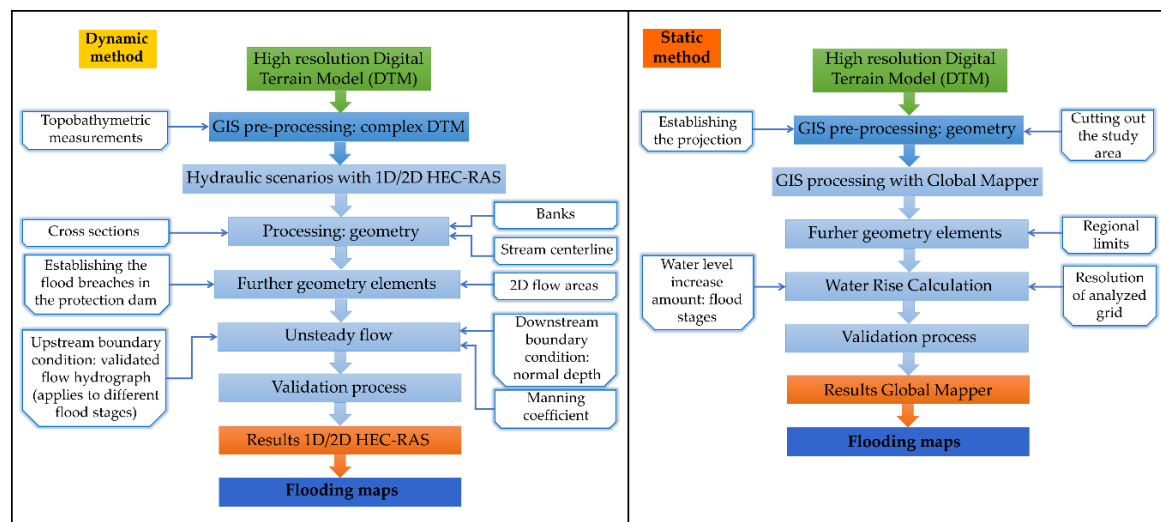 Dynamic
method
High resolution Digital
Terrain Model (DTM)
Topobathymetric
measurements
GIS pre-processing: complex DTM
Hydraulic scenarios with 1D/2D HEC-RAS
Cross sections
Processing: geometry
Banks
Stream centerline
Establishing the
flood breaches in
the protection dam
Further geometry elements
2D flow areas
Upstream boundary
condition: validated
flow hydrograph
(applies to different
flood stages)
Unsteady flow
Downstream
boundary
condition:
normal depth
Validation process
Manning
coefficient
Results 1D/2D HEC-RAS
Flooding maps
Static
method
High resolution Digital
Terrain Model (DTM)
Establishing
the projection
GIS pre-processing: geometry
Cutting out
the study
area
GIS processing with Global Mapper
Furher geometry elements
Regional
limits
Water level
increase amount: flood
stages
Water Rise Calculation
Resolution
of analyzed
grid
Validation process
Results Global Mapper
Flooding maps